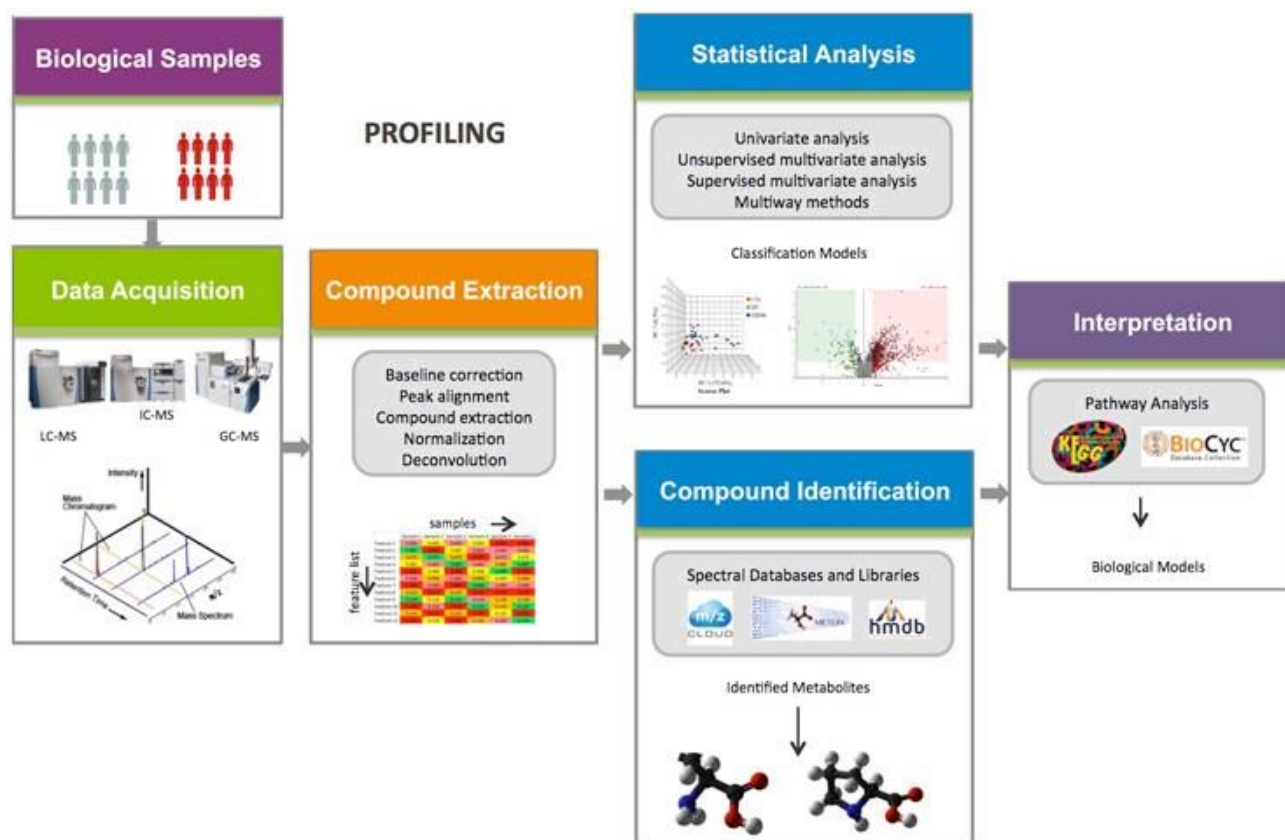 Biological Samples
PROFILING
Data Acquisition
IC-MS
LC-MS
GC-MS
Intensity
Mass
Chromatogram
m/z
Retention Time
Mass Spectrum
Compound Extraction
Baseline correction
Peak alignment
Compound extraction
Normalization
Deconvolution
samples
feature list
Statistical Analysis
Univariate analysis
Unsupervised multivariate analysis
Supervised multivariate analysis
Multiway methods
Classification Models
Compound Identification
Spectral Databases and Libraries
m/z
CLOUD
METLIN
hmdb
Identified Metabolites
Interpretation
Pathway Analysis
KEGG
BIOCYC
Database Collection
Biological Models